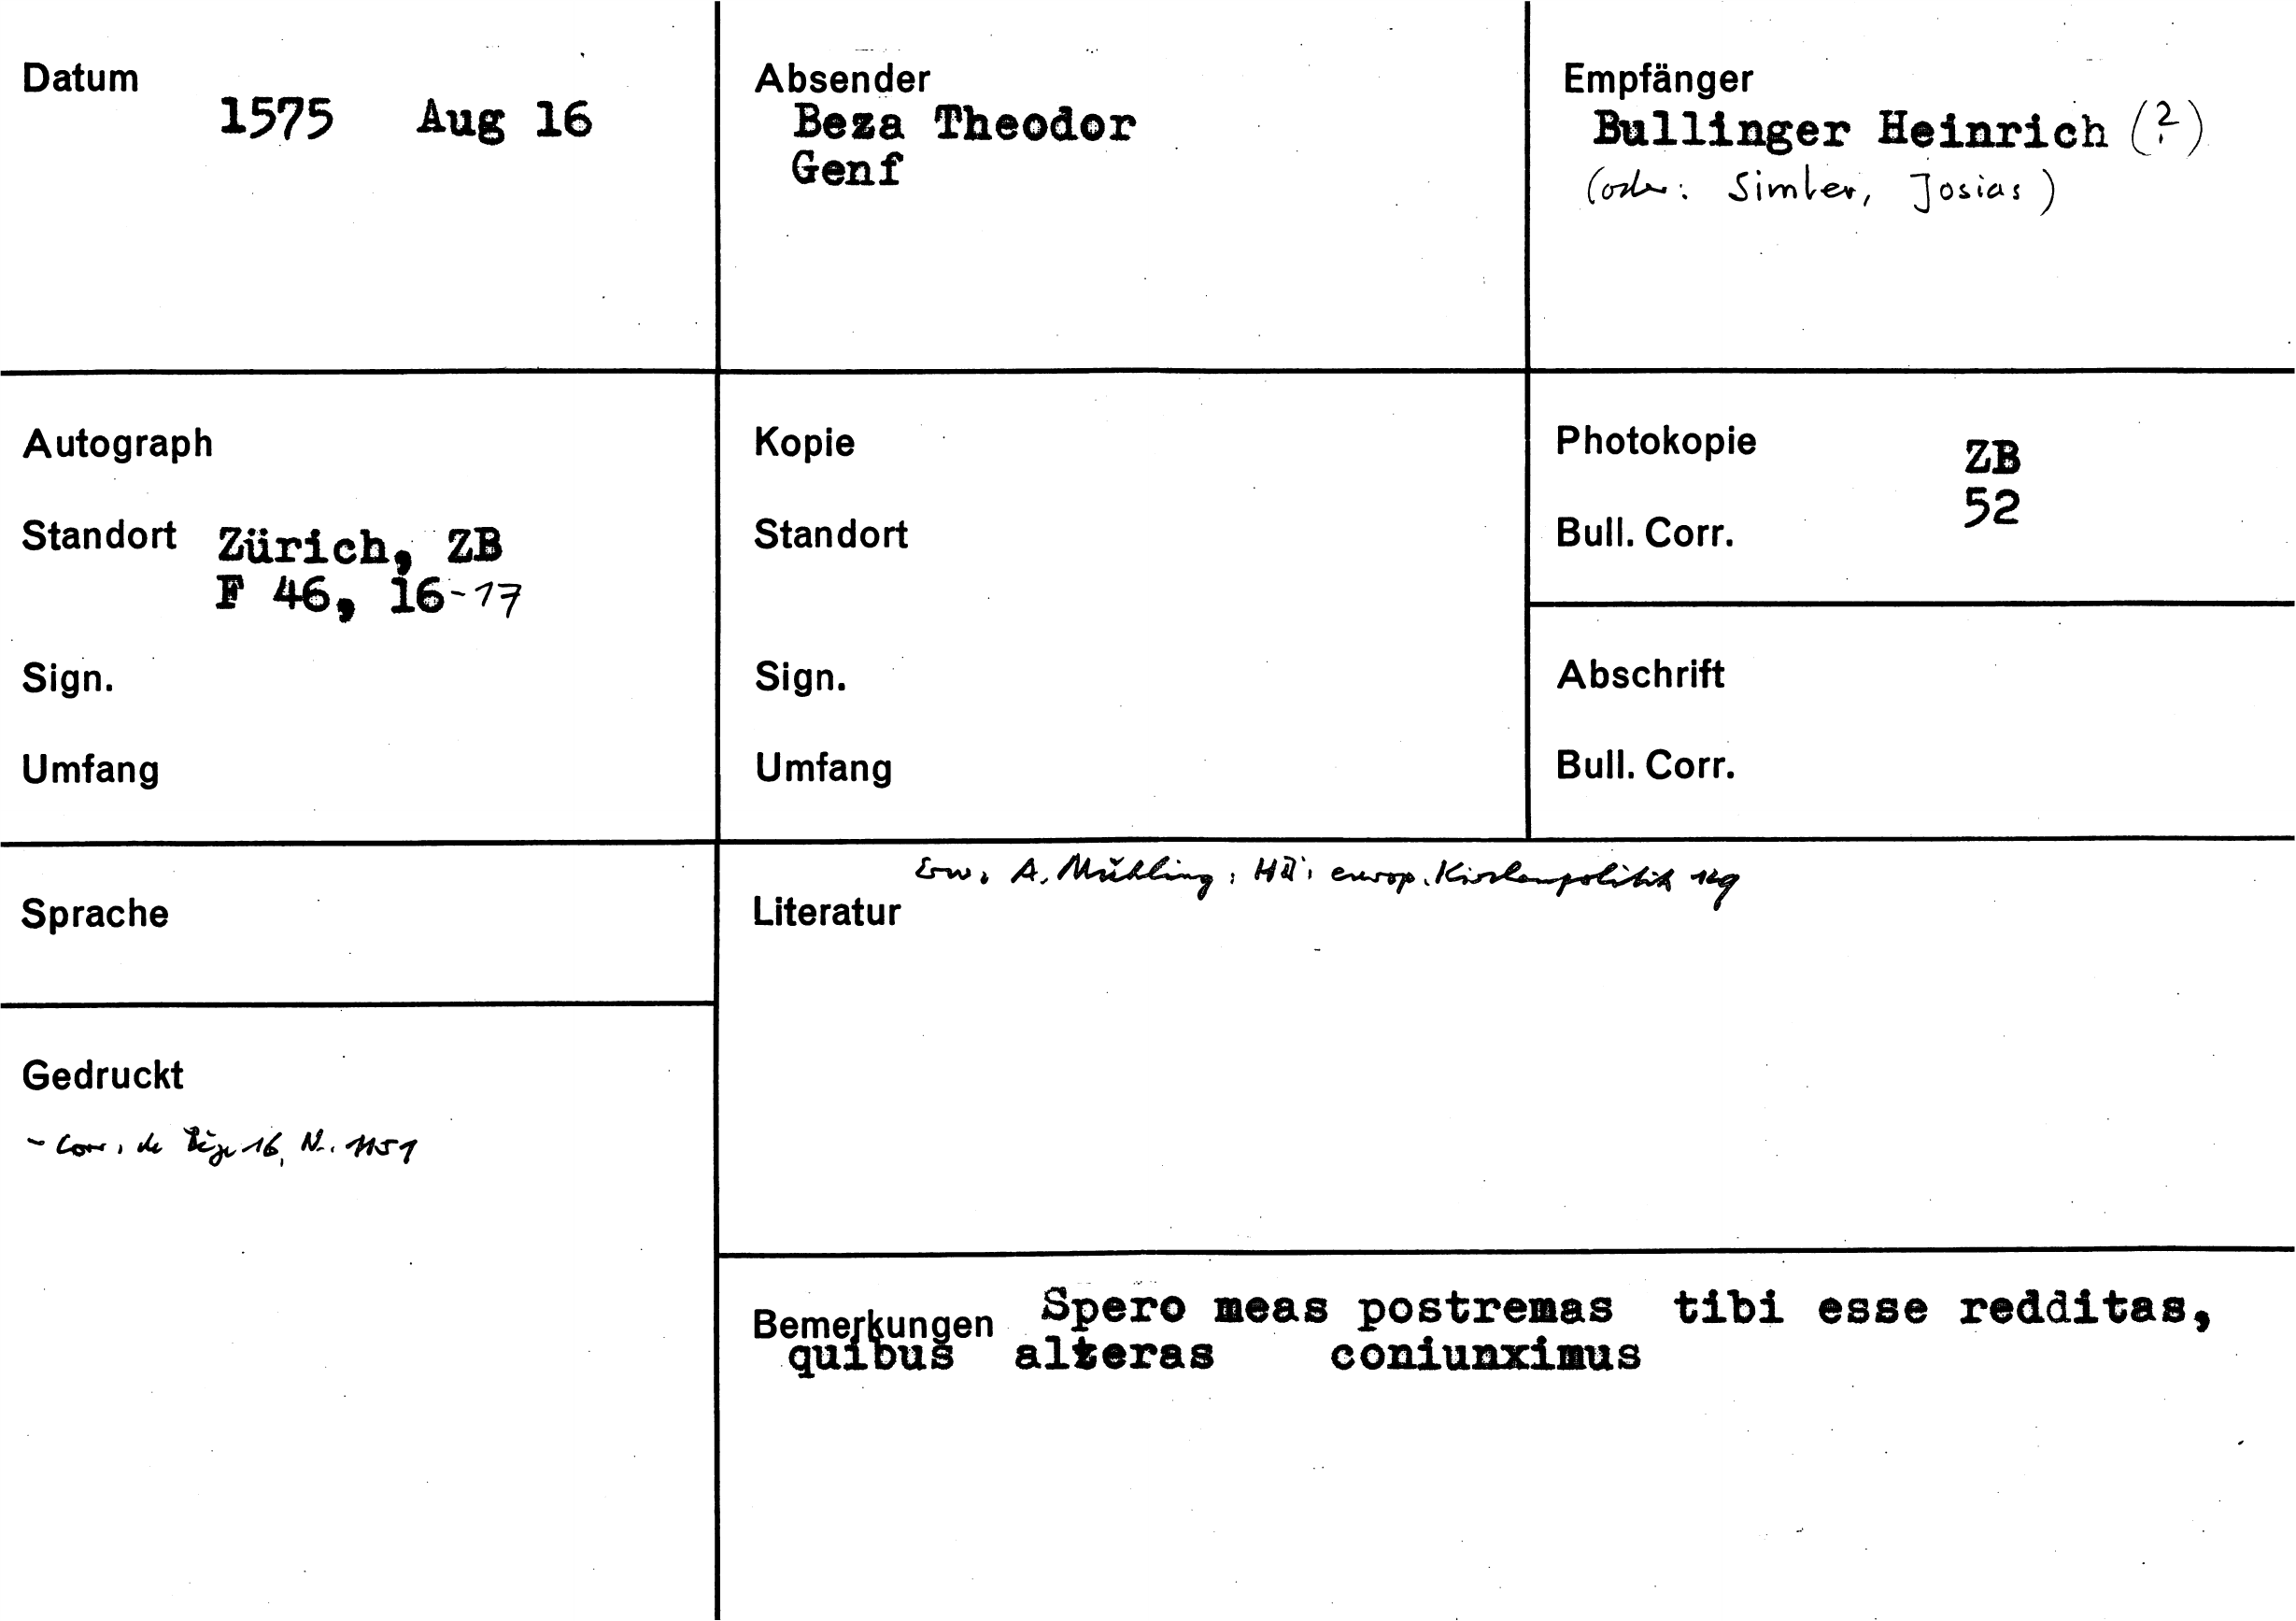 Datum
1575 Aug 16
Absender
Beza Theodor
Genf
Empfänger
Bullinger Heinrich (?)
(oder: Simler, Josias)
Autograph
Standort Zürich, ZB
F 46, 16-17
Sign.
Umfang
Kopie
Standort
Sign.
Umfang
Photokopie ZB
52
Bull. Corr.
Abschrift
Bull. Corr.
Sprache
Erw. A. Mühling, HBs europ. Kirchenpolitik 129
Literatur
Gedruckt
- Corr. de Bèze 16, Nr. 1151
Bemerkungen Spero meas postremas tibi esse redditas,
quibus alteras coniunximus